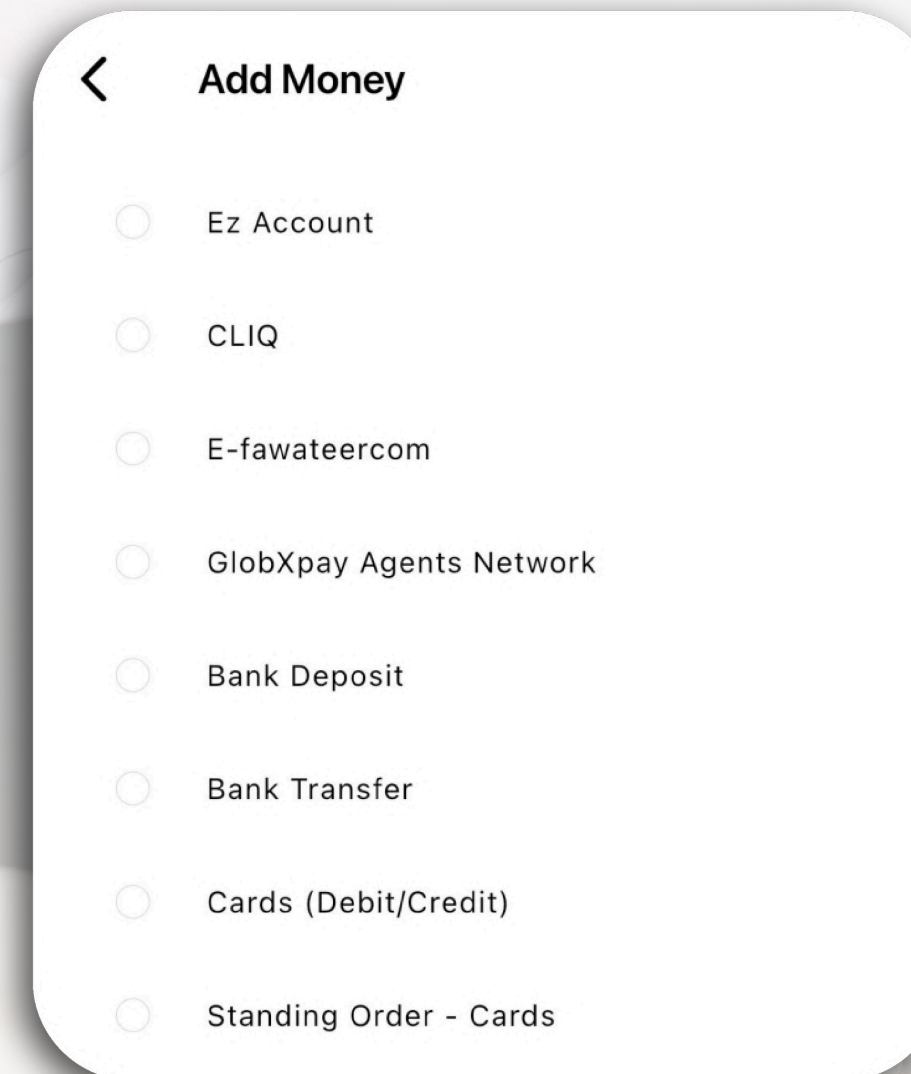 Add Money
Ez Account
CLIQ
E-fawateercom
GlobXpay Agents Network
Bank Deposit
Bank Transfer
Cards (Debit/Credit)
Standing Order - Cards